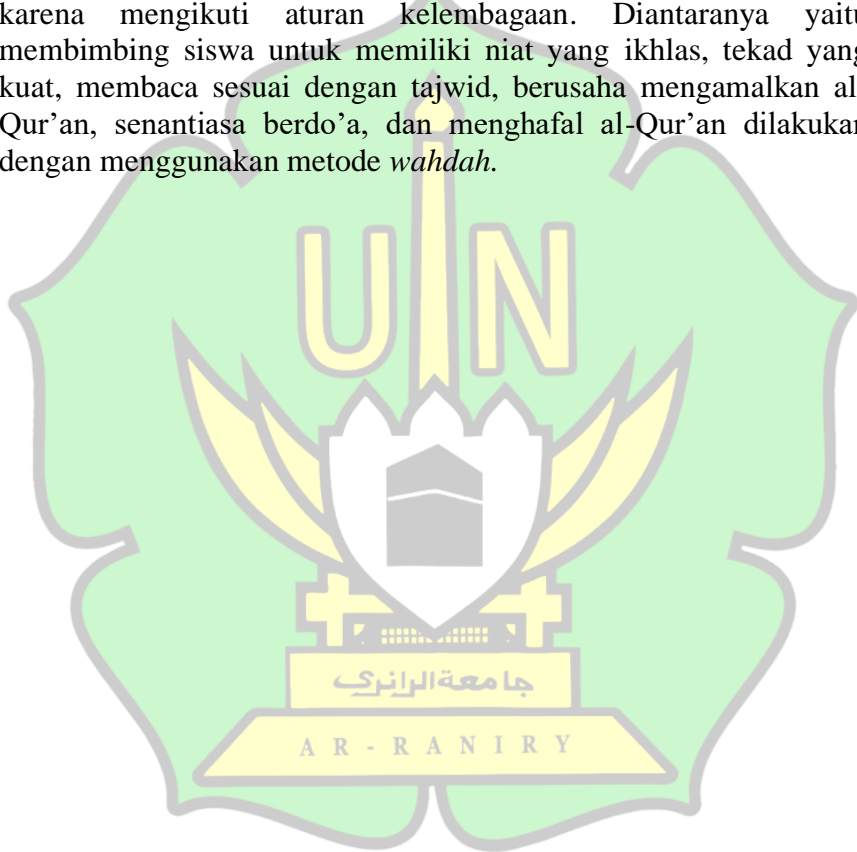 karena mengikuti aturan kelembagaan. Diantaranya yaitu
membimbing siswa untuk memiliki niat yang ikhlas, tekad yang
kuat, membaca sesuai dengan tajwid, berusaha mengamalkan al-
Qur’an, senantiasa berdo’a, dan menghafal al-Qur’an dilakukan
dengan menggunakan metode wahdah.
UIN
جامعة الرانري
AR-RANIRY